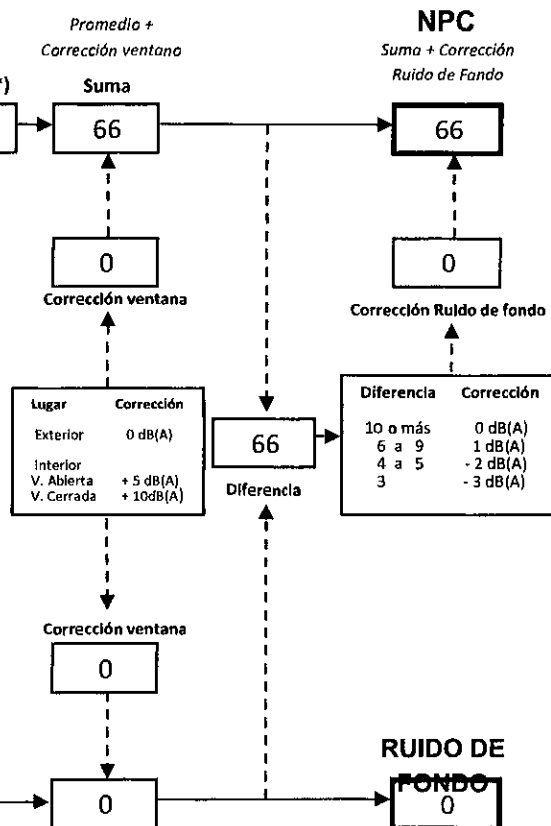 Promedio +
Corrección ventana
Suma
66
NPC
Suma + Corrección
Ruido de Fando
66
*)
0
Corrección ventana
0
Corrección Ruido de fondo
Lugar Corrección
Exterior 0 dB(A)
Interior
V. Abierta + 5 dB(A)
V. Cerrada + 10dB(A)
66
Diferencia
Diferencia Corrección
10 o más 0 dB(A)
6 a 9 1 dB(A)
4 a 5 - 2 dB(A)
3 - 3 dB(A)
Corrección ventana
0
0
RUIDO DE
FONDO
0